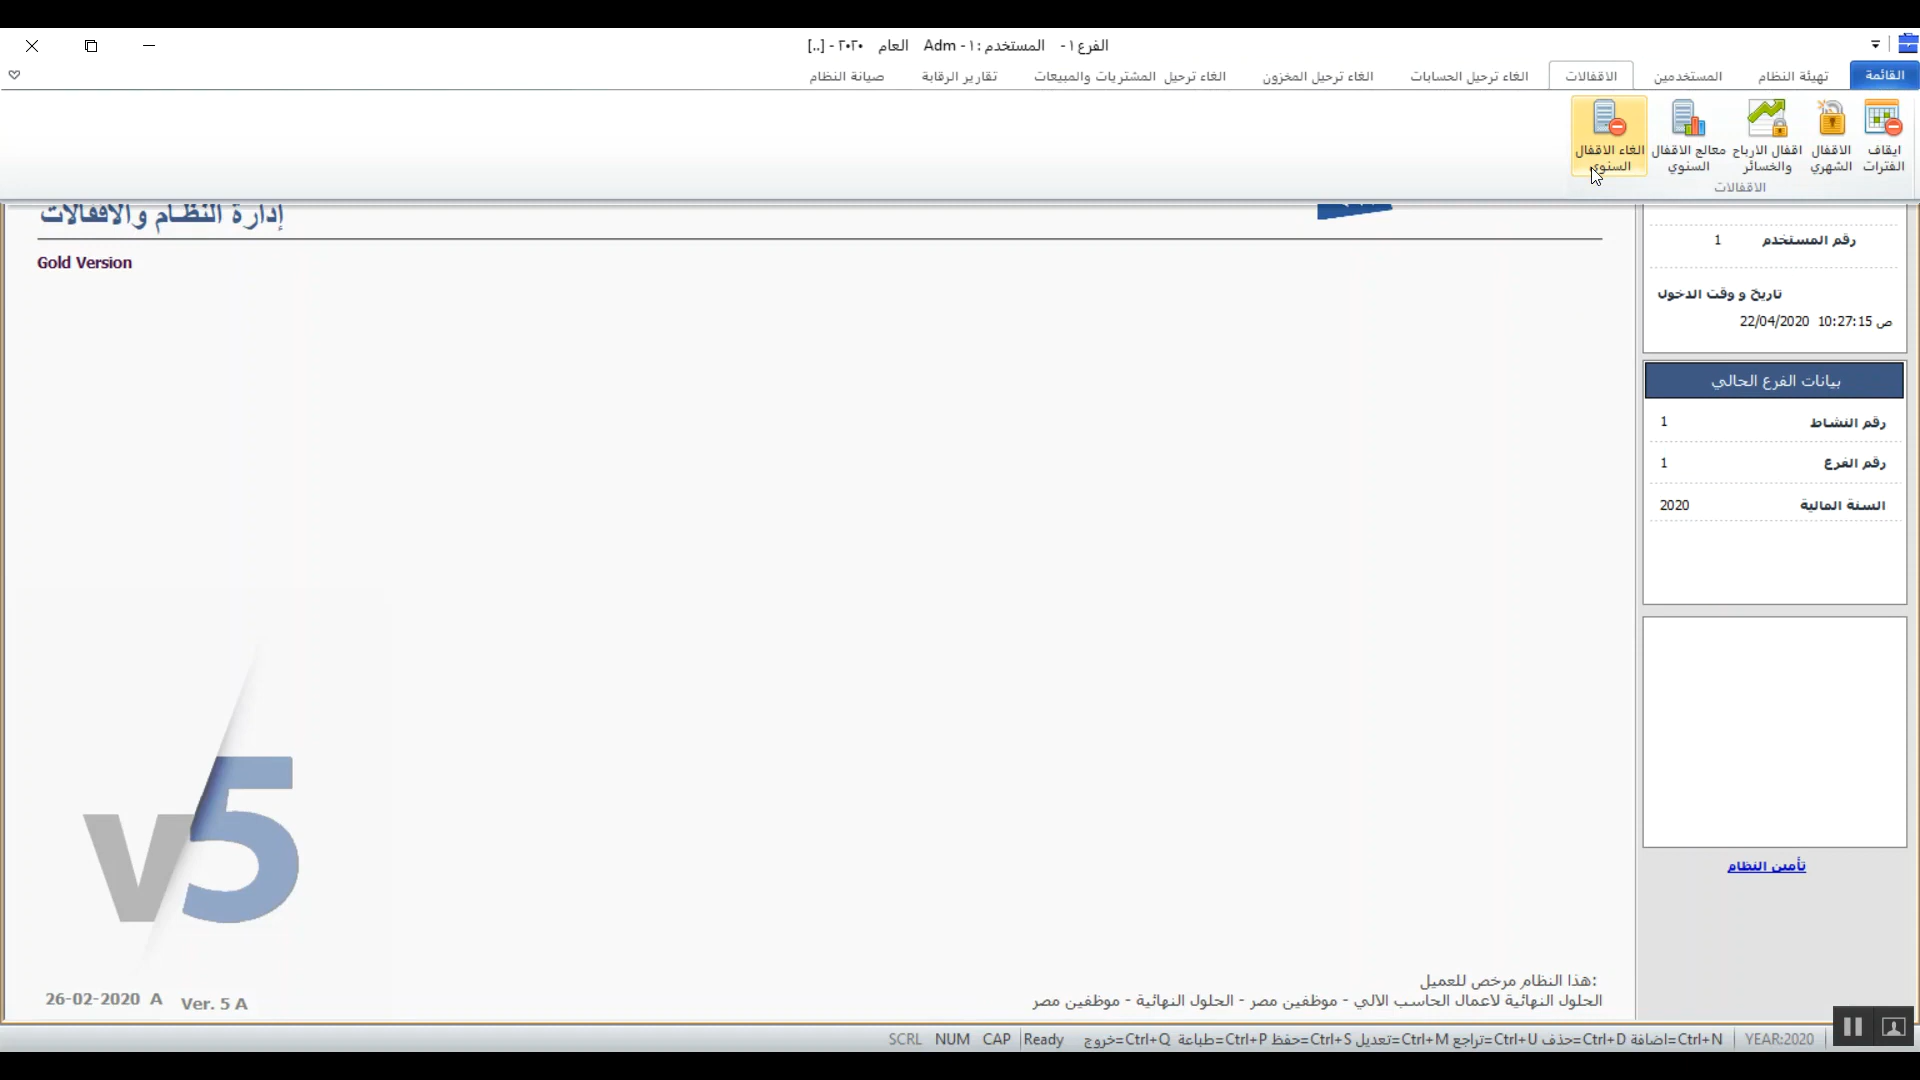 الفرع ١ - المستخدم :١ - Adm العام ٢٠٢٠ - [..]
القائمة
تهيئة النظام
المستخدمين
الاقفالات
الغاء ترحيل الحسابات
الغاء ترحيل المخزون
الغاء ترحيل المشتريات والمبيعات
تقارير الرقابة
صيانة النظام
ايقاف الفترات
الاقفال الشهري
اقفال الارباح والخسائر
معالج الاقفال السنوي
الغاء الاقفال السنوي
الاقفالات
إدارة النظام والاقفالات
Gold Version
رقم المستخدم 1
تاريخ و وقت الدخول
22/04/2020 10:27:15 ص
بيانات الفرع الحالي
رقم النشاط 1
رقم الفرع 1
السنة المالية 2020
تأمين النظام
v5
26-02-2020 A Ver. 5 A
هذا النظام مرخص للعميل:
الحلول النهائية لاعمال الحاسب الالي - موظفين مصر - الحلول النهائية - موظفين مصر
SCRL NUM CAP Ready
Ctrl+N=اضافة Ctrl+D=حذف Ctrl+U=تراجع Ctrl+M=تعديل Ctrl+S=حفظ Ctrl+P=طباعة Ctrl+Q=خروج
YEAR:2020